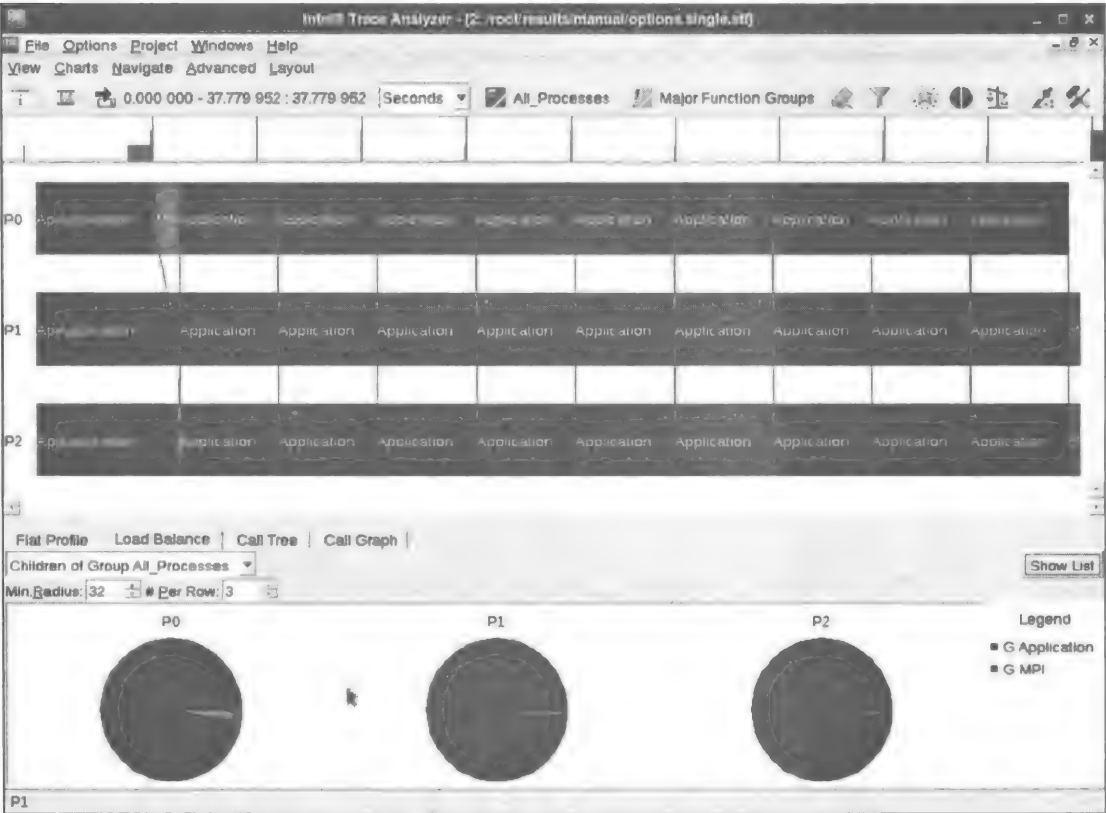 Intel® Trace Analyzer - [2: /root/results/manual/options.single.stf]
File Options Project Windows Help
View Charts Navigate Advanced Layout
0.000 000 - 37.779 952 : 37.779 952 Seconds All_Processes Major Function Groups
P0 Application Application Application Application
P1 Application Application Application Application Application Application Application Application Application
P2 Application Application Application Application Application Application Application Application Application
Flat Profile Load Balance Call Tree Call Graph
Children of Group All_Processes Show List
Min.Radius: 32 # Per Row: 3
P0 P1 P2 Legend
G Application
G MPI
P1